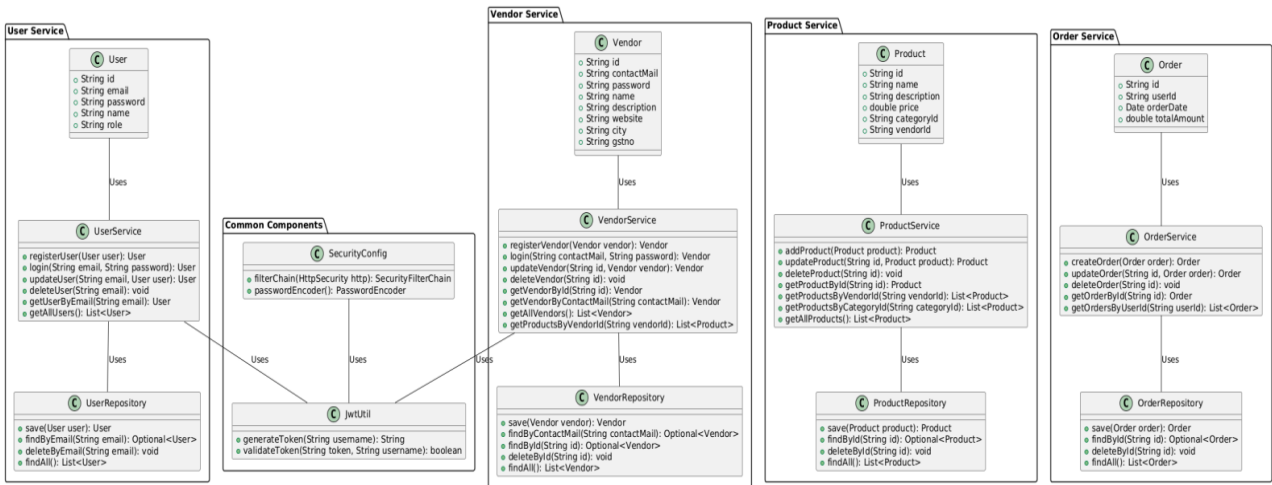 User Service
C User
String id
String email
String password
String name
String role
Uses
C UserService
registerUser(User user): User
login(String email, String password): User
updateUser(String email, User user): User
deleteUser(String email): void
getUserByEmail(String email): User
getAllUsers(): List<User>
Uses
Uses
C UserRepository
save(User user): User
findByEmail(String email): Optional<User>
deleteByEmail(String email): void
findAll(): List<User>
Common Components
C SecurityConfig
filterChain(HttpSecurity http): SecurityFilterChain
passwordEncoder(): PasswordEncoder
Uses
C JwtUtil
generateToken(String username): String
validateToken(String token, String username): boolean
Vendor Service
C Vendor
String id
String contactMail
String password
String name
String description
String website
String city
String gstno
Uses
C VendorService
registerVendor(Vendor vendor): Vendor
login(String contactMail, String password): Vendor
updateVendor(String id, Vendor vendor): Vendor
deleteVendor(String id): void
getVendorById(String id): Vendor
getVendorByContactMail(String contactMail): Vendor
getAllVendors(): List<Vendor>
getProductsByVendorId(String vendorId): List<Product>
Uses
Uses
C VendorRepository
save(Vendor vendor): Vendor
findByContactMail(String contactMail): Optional<Vendor>
findById(String id): Optional<Vendor>
deleteById(String id): void
findAll(): List<Vendor>
Product Service
C Product
String id
String name
String description
double price
String categoryId
String vendorId
Uses
C ProductService
addProduct(Product product): Product
updateProduct(String id, Product product): Product
deleteProduct(String id): void
getProductById(String id): Product
getProductsByVendorId(String vendorId): List<Product>
getProductsByCategoryId(String categoryId): List<Product>
getAllProducts(): List<Product>
Uses
C ProductRepository
save(Product product): Product
findById(String id): Optional<Product>
deleteById(String id): void
findAll(): List<Product>
Order Service
C Order
String id
String userId
Date orderDate
double totalAmount
Uses
C OrderService
createOrder(Order order): Order
updateOrder(String id, Order order): Order
deleteOrder(String id): void
getOrderById(String id): Order
getOrdersByUserId(String userId): List<Order>
Uses
C OrderRepository
save(Order order): Order
findById(String id): Optional<Order>
deleteById(String id): void
findAll(): List<Order>